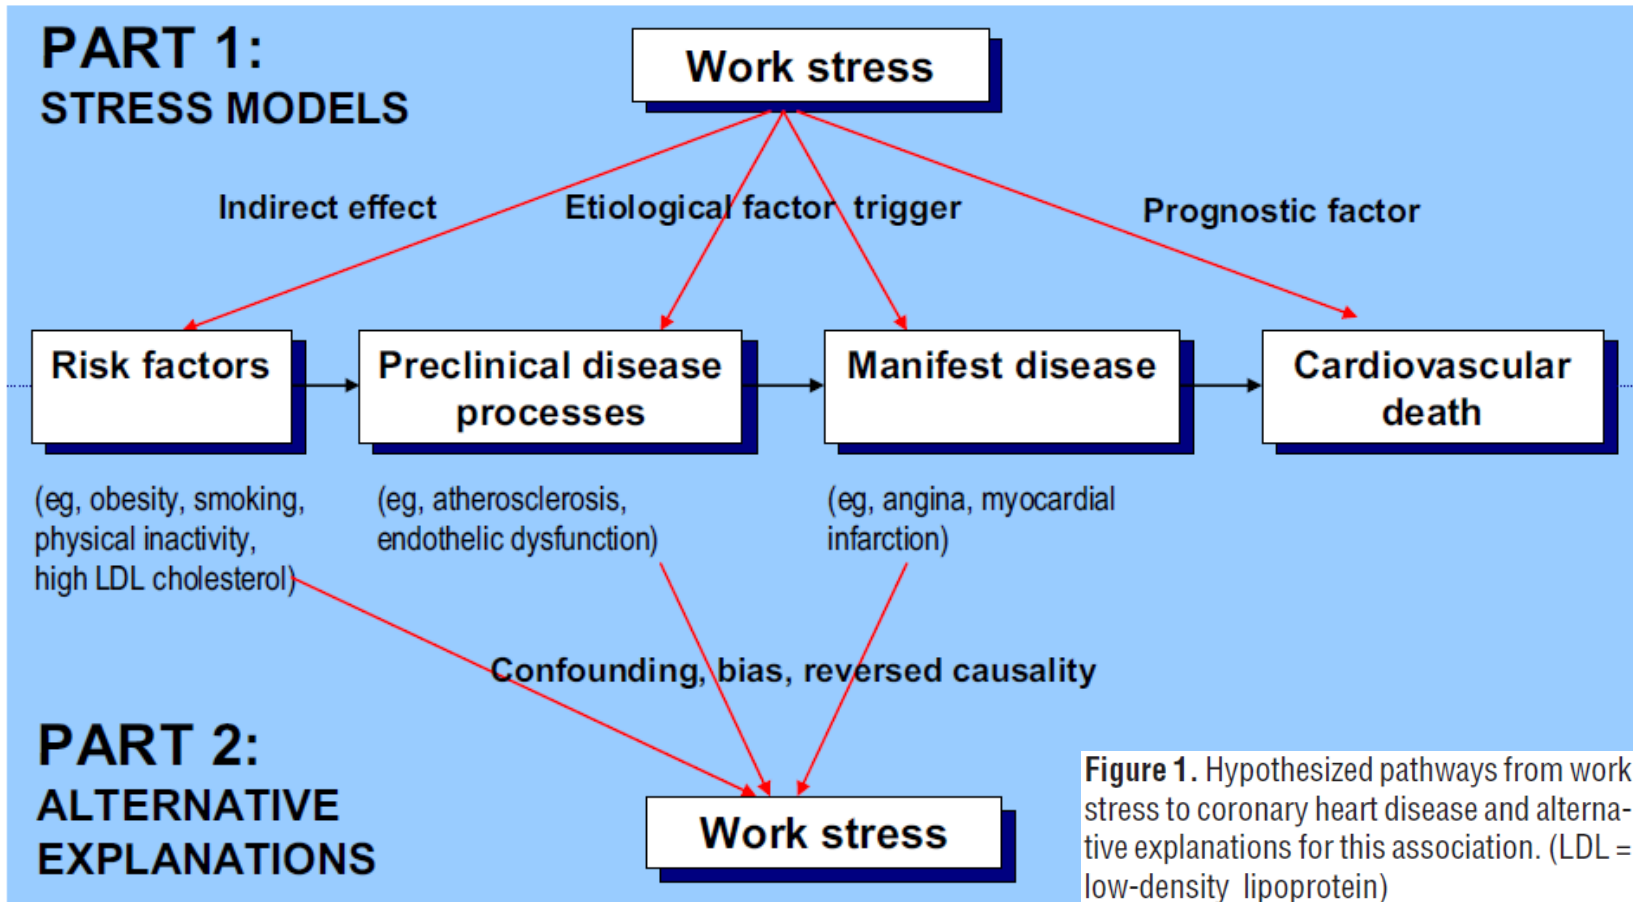 PART 1:
STRESS MODELS
Work stress
Indirect effect
Etiological factor trigger
Prognostic factor
Risk factors
Preclinical disease
processes
Manifest disease
Cardiovascular
death
(eg, obesity, smoking,
physical inactivity,
high LDL cholesterol)
(eg, atherosclerosis,
endothelic dysfunction)
(eg, angina, myocardial
infarction)
Confounding, bias, reversed causality
PART 2:
ALTERNATIVE
EXPLANATIONS
Work stress
Figure 1. Hypothesized pathways from work
stress to coronary heart disease and alterna-
tive explanations for this association. (LDL =
low-density lipoprotein)